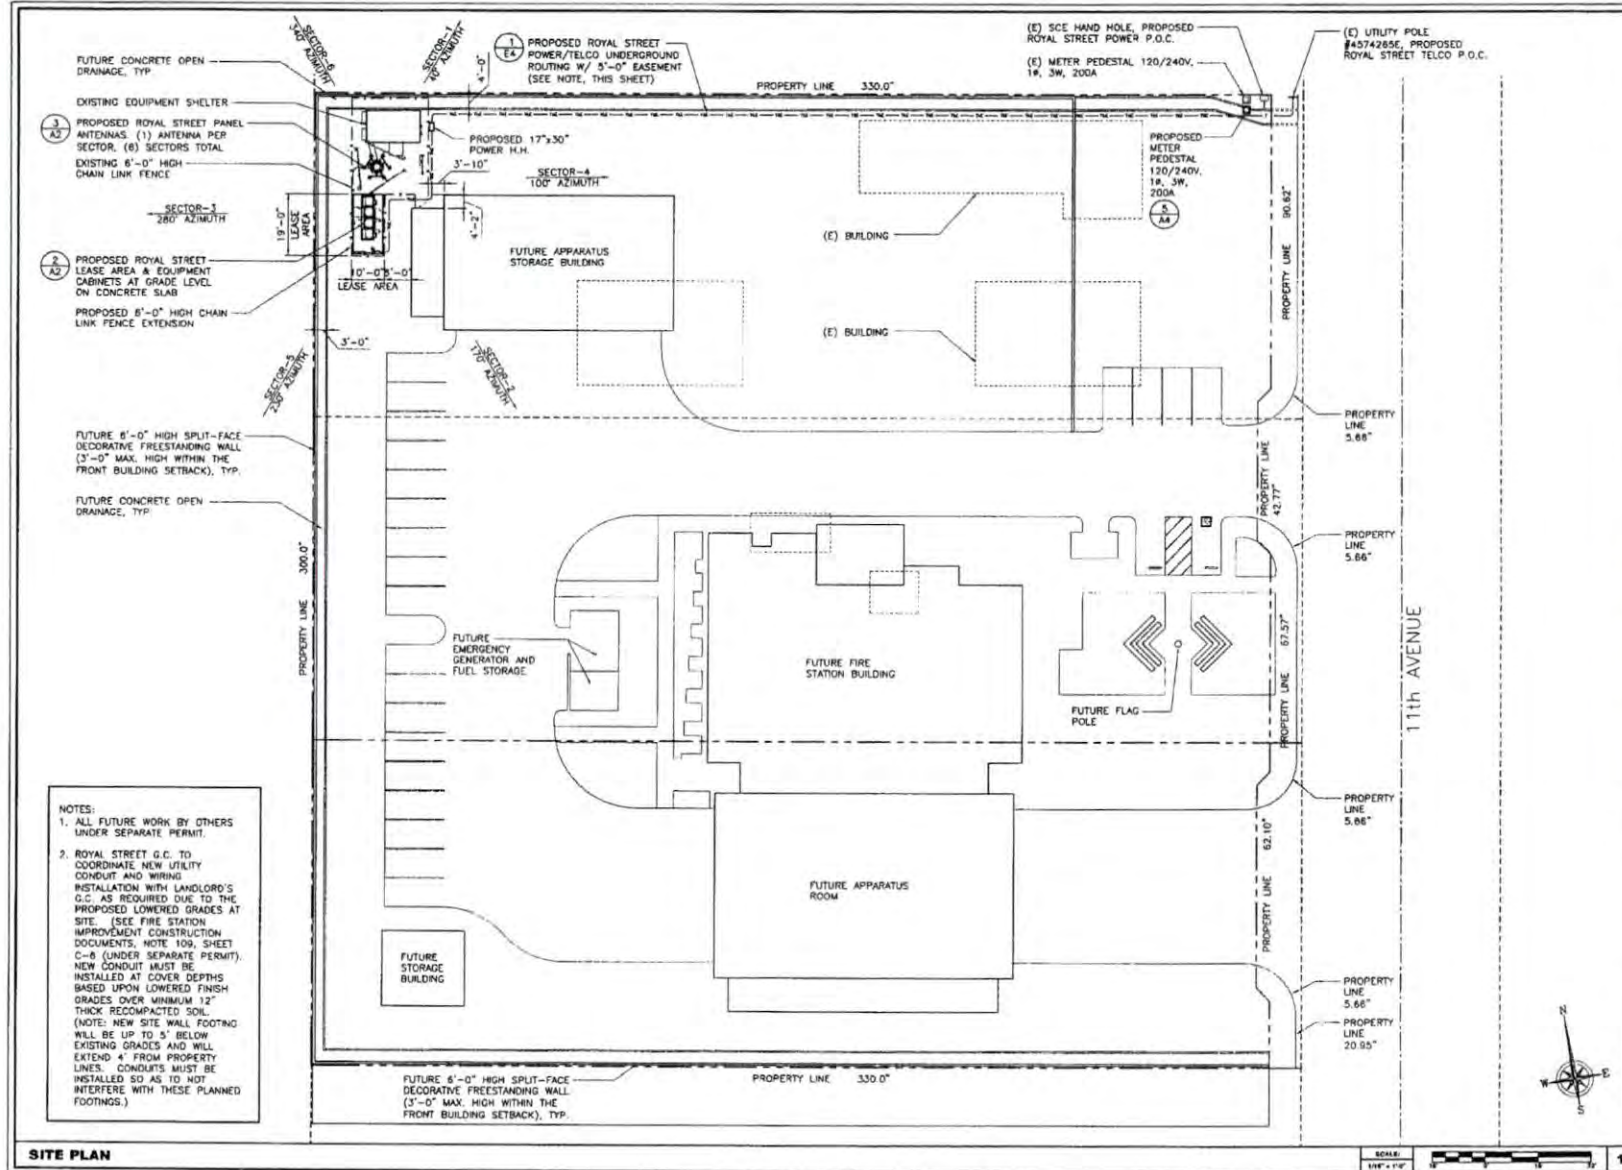 SECTOR-6
340° AZIMUTH
SECTOR-1
40° AZIMUTH
4'-0"
1
E4
PROPOSED ROYAL STREET
POWER/TELCO UNDERGROUND
ROUTING W/ 5'-0" EASEMENT
(SEE NOTE, THIS SHEET)
(E) SCE HAND HOLE, PROPOSED
ROYAL STREET POWER P.O.C.
(E) METER PEDESTAL 120/240V,
1ø, 3W, 200A
(E) UTILITY POLE
#4574265E, PROPOSED
ROYAL STREET TELCO P.O.C.
FUTURE CONCRETE OPEN
DRAINAGE, TYP
PROPERTY LINE 330.0"
EXISTING EQUIPMENT SHELTER
3
A2
PROPOSED ROYAL STREET PANEL
ANTENNAS. (1) ANTENNA PER
SECTOR, (6) SECTORS TOTAL
EXISTING 6'-0" HIGH
CHAIN LINK FENCE
PROPOSED 17"x30"
POWER H.H.
3'-10"
SECTOR-4
100° AZIMUTH
PROPOSED
METER
PEDESTAL
120/240V,
1ø, 3W,
200A
5
A4
PROPERTY LINE 90.62"
SECTOR-3
280° AZIMUTH
19'-0"
LEASE
AREA
4'-2"
(E) BUILDING
FUTURE APPARATUS
STORAGE BUILDING
2
A2
PROPOSED ROYAL STREET
LEASE AREA & EQUIPMENT
CABINETS AT GRADE LEVEL
ON CONCRETE SLAB
10'-0"
LEASE AREA
PROPOSED 6'-0" HIGH CHAIN
LINK FENCE EXTENSION
3'-0"
(E) BUILDING
SECTOR-5
230° AZIMUTH
SECTOR-2
170° AZIMUTH
PROPERTY
LINE
5.66"
FUTURE 6'-0" HIGH SPLIT-FACE
DECORATIVE FREESTANDING WALL
(3'-0" MAX. HIGH WITHIN THE
FRONT BUILDING SETBACK), TYP.
PROPERTY LINE
42.77"
FUTURE CONCRETE OPEN
DRAINAGE, TYP
PROPERTY
LINE
5.66"
PROPERTY LINE 300.0"
FUTURE
EMERGENCY
GENERATOR AND
FUEL STORAGE
FUTURE FIRE
STATION BUILDING
FUTURE FLAG
POLE
PROPERTY LINE 67.57"
11th AVENUE
PROPERTY
LINE
5.66"
PROPERTY LINE 62.10"
FUTURE APPARATUS
ROOM
FUTURE
STORAGE
BUILDING
PROPERTY
LINE
5.66"
PROPERTY
LINE
20.95"
NOTES:
1. ALL FUTURE WORK BY OTHERS
UNDER SEPARATE PERMIT.
2. ROYAL STREET G.C. TO
COORDINATE NEW UTILITY
CONDUIT AND WIRING
INSTALLATION WITH LANDLORD'S
G.C. AS REQUIRED DUE TO THE
PROPOSED LOWERED GRADES AT
SITE. (SEE FIRE STATION
IMPROVEMENT CONSTRUCTION
DOCUMENTS, NOTE 109, SHEET
C-6 (UNDER SEPARATE PERMIT).
NEW CONDUIT MUST BE
INSTALLED AT COVER DEPTHS
BASED UPON LOWERED FINISH
GRADES OVER MINIMUM 12"
THICK RECOMPACTED SOIL.
(NOTE: NEW SITE WALL FOOTING
WILL BE UP TO 5' BELOW
EXISTING GRADES AND WILL
EXTEND 4' FROM PROPERTY
LINES. CONDUITS MUST BE
INSTALLED SO AS TO NOT
INTERFERE WITH THESE PLANNED
FOOTINGS.)
FUTURE 6'-0" HIGH SPLIT-FACE
DECORATIVE FREESTANDING WALL
(3'-0" MAX. HIGH WITHIN THE
FRONT BUILDING SETBACK), TYP.
PROPERTY LINE 330.0"
N
W
E
S
SITE PLAN
SCALE:
1/16" = 1'0"